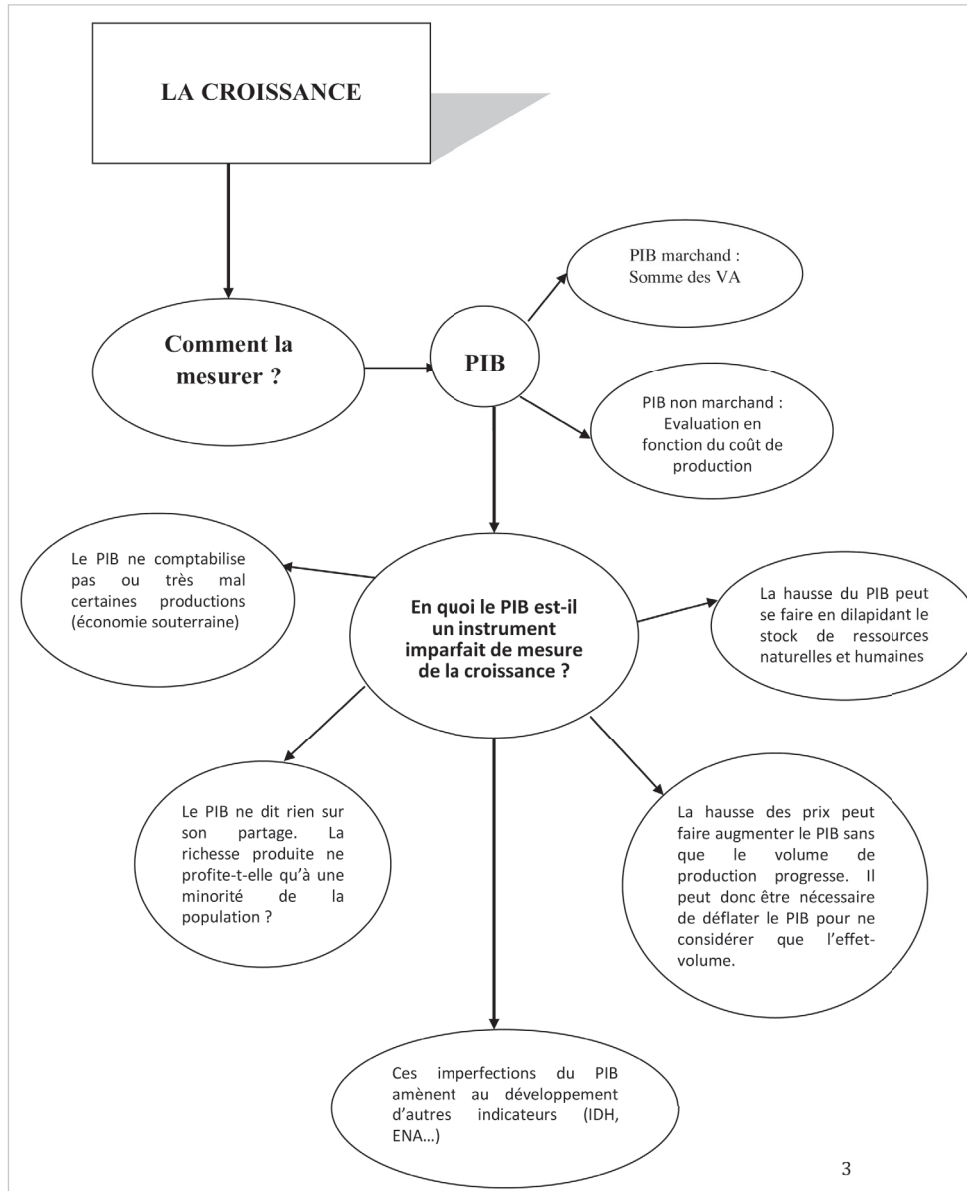 LA CROISSANCE
PIB marchand :
Somme des VA
Comment la
mesurer ?
PIB
PIB non marchand :
Evaluation en
fonction du coût de
production
Le PIB ne comptabilise
pas ou très mal
certaines productions
(économie souterraine)
En quoi le PIB est-il
un instrument
imparfait de mesure
de la croissance ?
La hausse du PIB peut
se faire en dilapidant le
stock de ressources
naturelles et humaines
Le PIB ne dit rien sur
son partage. La
richesse produite ne
profite-t-elle qu’à une
minorité de la
population ?
La hausse des prix peut
faire augmenter le PIB sans
que le volume de
production progresse. Il
peut donc être nécessaire
de déflater le PIB pour ne
considérer que l’effet-
volume.
Ces imperfections du PIB
amènent au développement
d’autres indicateurs (IDH,
ENA…)
3